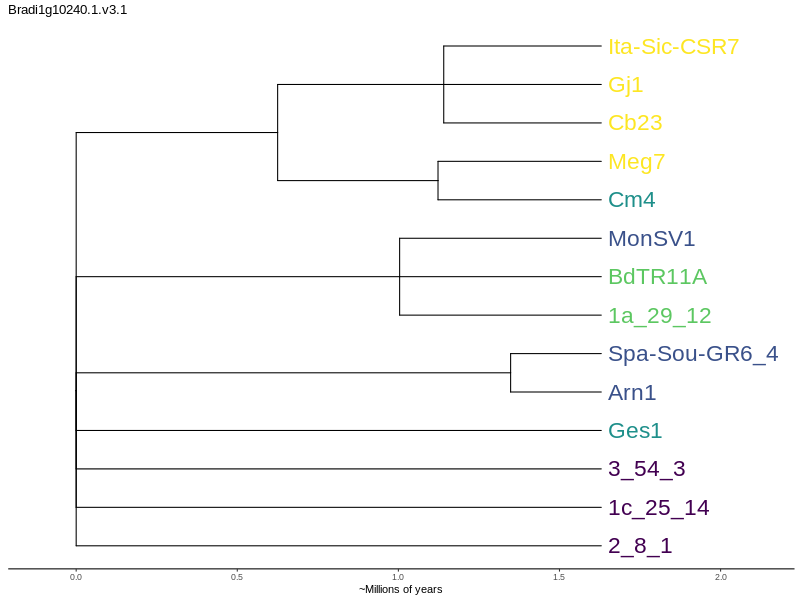 Bradi1g10240.1.v3.1
Ita-Sic-CSR7
Gj1
Cb23
Meg7
Cm4
MonSV1
BdTR11A
1a_29_12
Spa-Sou-GR6_4
Arn1
Ges1
3_54_3
1c_25_14
2_8_1
0.0 0.5 1.0 1.5 2.0
~Millions of years